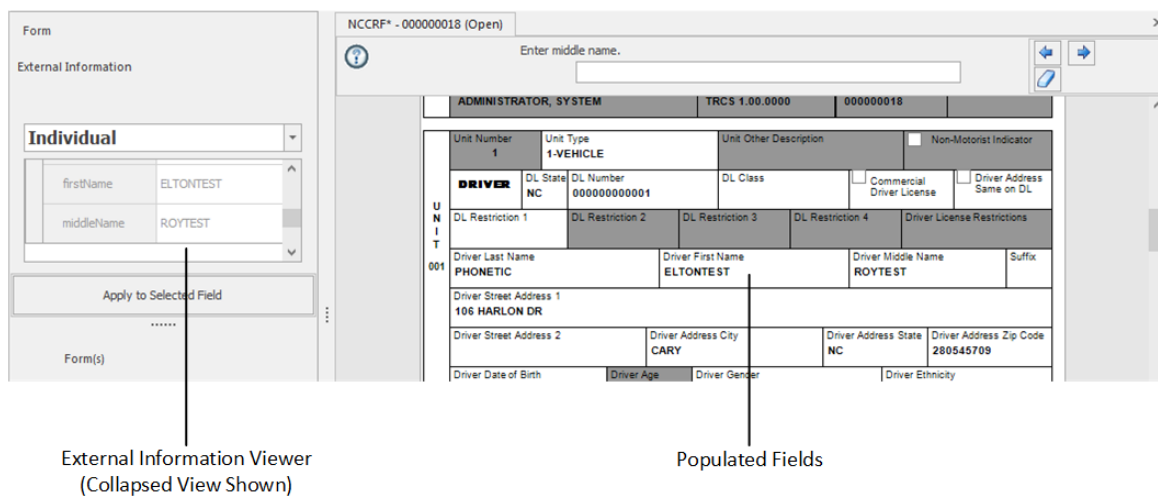 Form
External Information
Individual
firstName ELTONTEST
middleName ROYTEST
Apply to Selected Field
Form(s)
NCCRF* - 000000018 (Open)
Enter middle name.
ADMINISTRATOR, SYSTEM TRCS 1.00.0000 000000018
UNIT
001
Unit Number Unit Type Unit Other Description Non-Motorist Indicator
1 1-VEHICLE
DRIVER DL State DL Number DL Class Commercial Driver License Driver Address Same on DL
NC 000000000001
DL Restriction 1 DL Restriction 2 DL Restriction 3 DL Restriction 4 Driver License Restrictions
Driver Last Name Driver First Name Driver Middle Name Suffix
PHONETIC ELTONTEST ROYTEST
Driver Street Address 1
106 HARLON DR
Driver Street Address 2 Driver Address City Driver Address State Driver Address Zip Code
CARY NC 280545709
Driver Date of Birth Driver Age Driver Gender Driver Ethnicity
External Information Viewer
(Collapsed View Shown)
Populated Fields